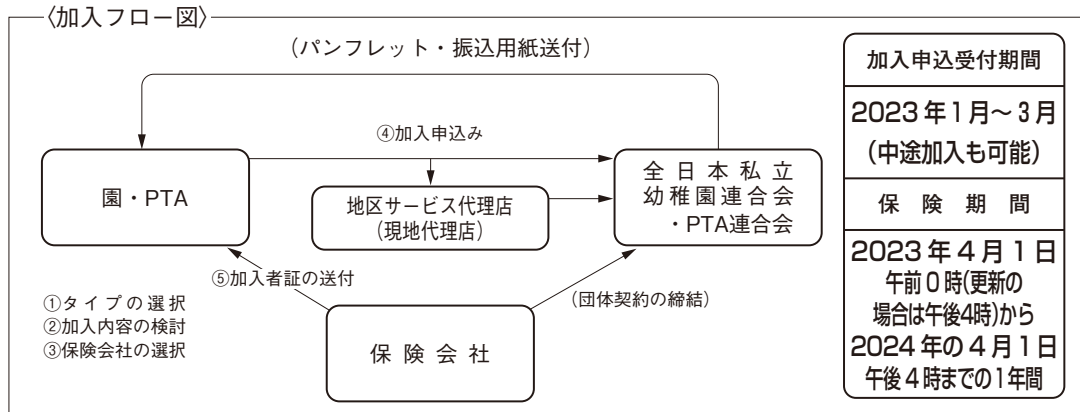 〈加入フロー図〉
（パンフレット・振込用紙送付）
④加入申込み
園・PTA
地区サービス代理店
（現地代理店）
全日本私立
幼稚園連合会
・PTA連合会
⑤加入者証の送付
（団体契約の締結）
①タイプの選択
②加入内容の検討
③保険会社の選択
保険会社
加入申込受付期間
2023年1月～3月
（中途加入も可能）
保険期間
2023年4月1日
午前0時（更新の
場合は午後4時）から
2024年の4月1日
午後4時までの1年間